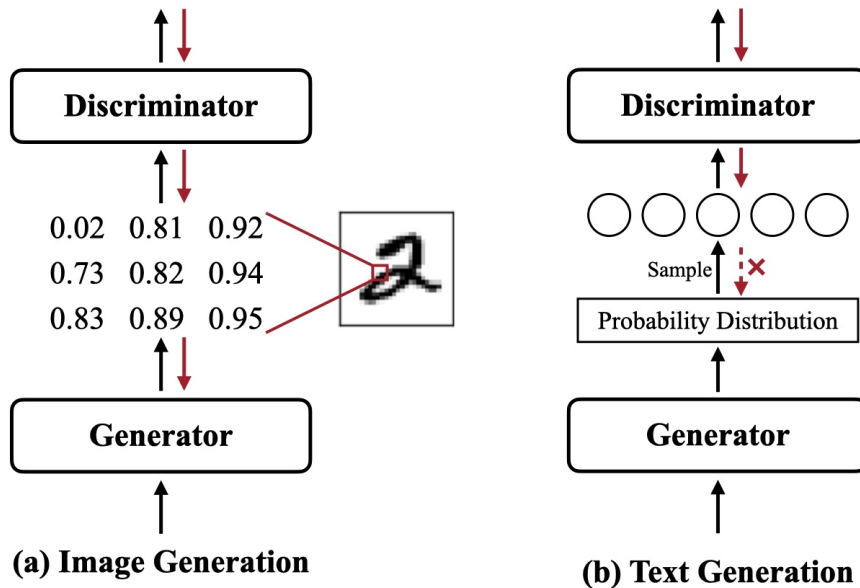 Discriminator
0.02 0.81 0.92
0.73 0.82 0.94
0.83 0.89 0.95
Generator
(a) Image Generation
Discriminator
Sample
Probability Distribution
Generator
(b) Text Generation